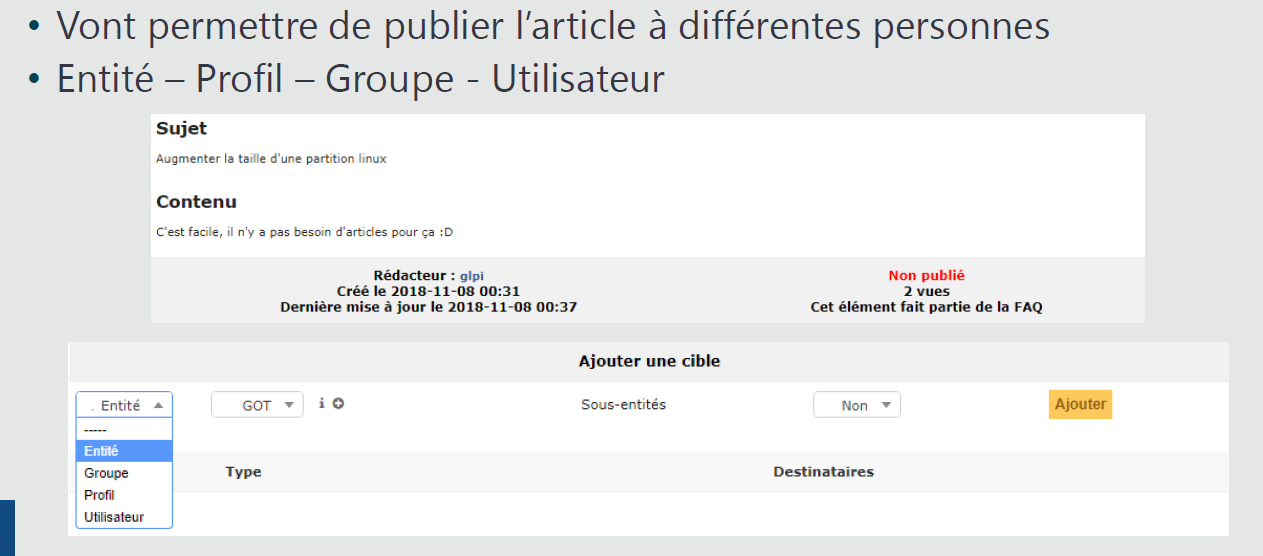 • Vont permettre de publier l’article à différentes personnes
• Entité – Profil – Groupe - Utilisateur
Sujet
Augmenter la taille d'une partition linux
Contenu
C'est facile, il n'y a pas besoin d'articles pour ça :D
Rédacteur : glpi
Créé le 2018-11-08 00:31
Dernière mise à jour le 2018-11-08 00:37
Non publié
2 vues
Cet élément fait partie de la FAQ
Ajouter une cible
. Entité GOT i Sous-entités Non Ajouter
-----
Entité
Groupe
Profil
Utilisateur
Type Destinataires